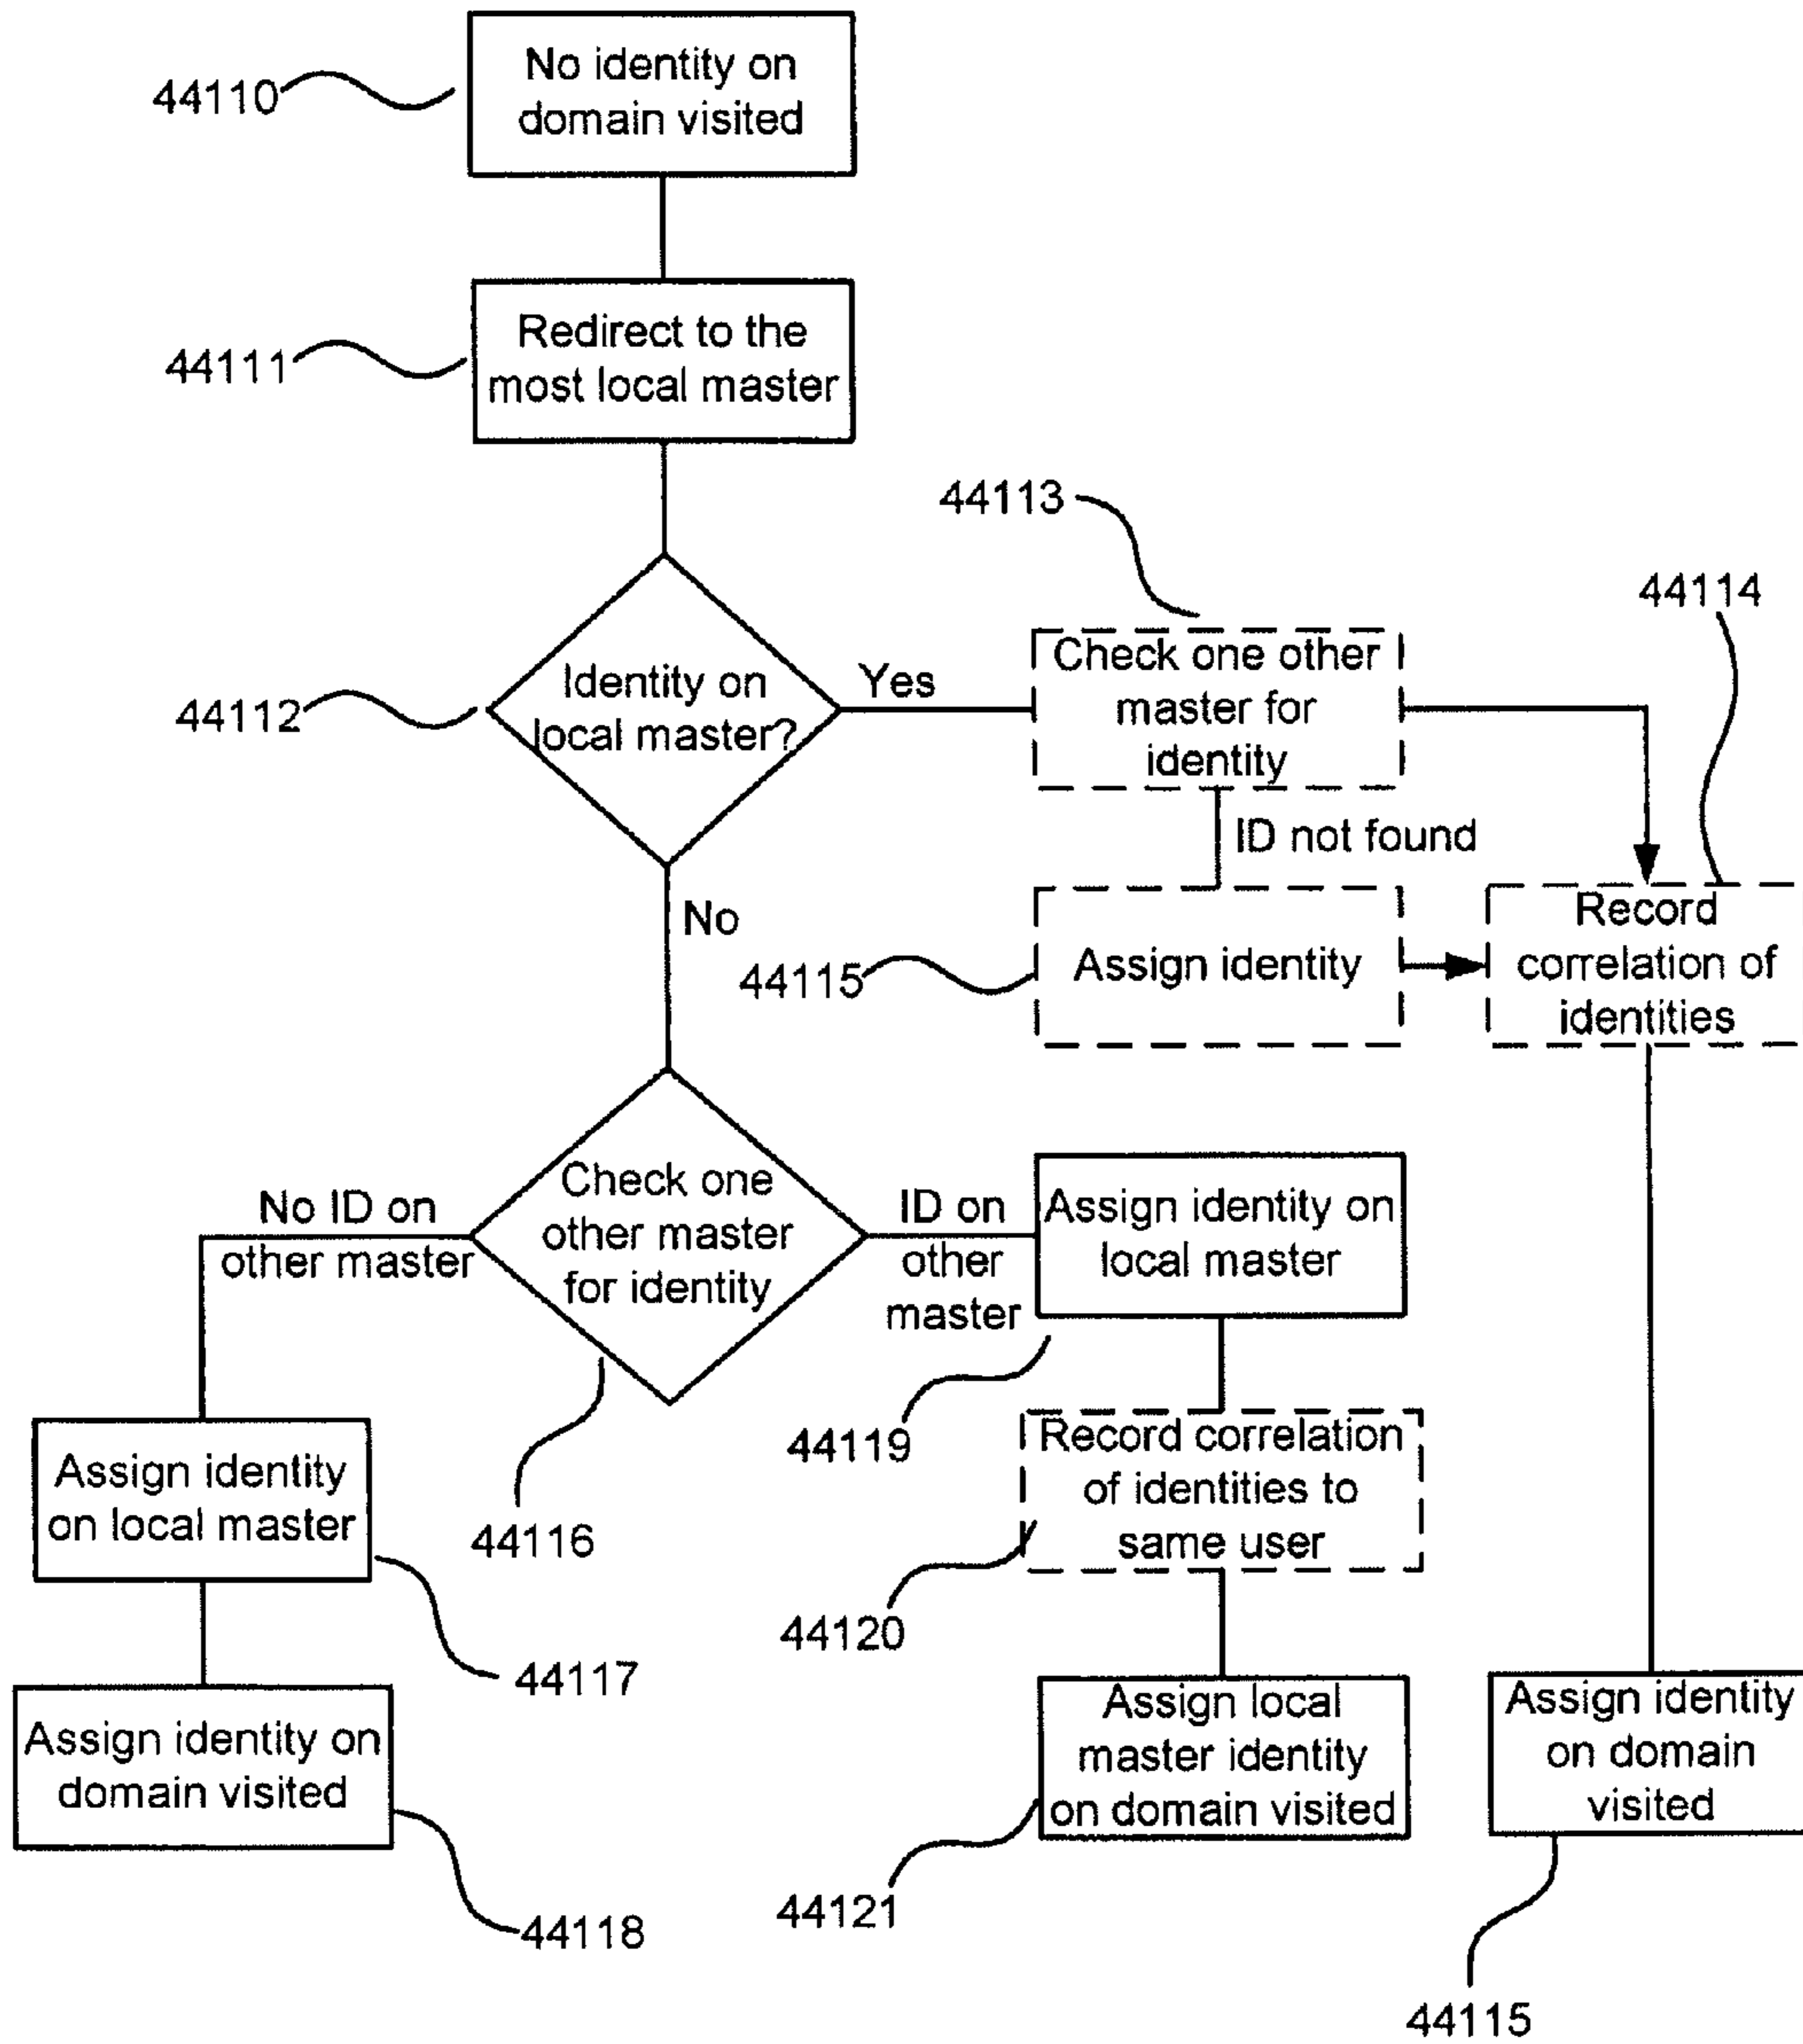 No identity on
domain visited
44110
Redirect to the
most local master
44111
44113
44114
Identity on
local master?
44112
Yes
Check one other
master for
identity
ID not found
No
44115
Assign identity
Record
correlation of
identities
Check one
other master
for identity
No ID on
other master
ID on
other
master
Assign identity on
local master
44119
Assign identity
on local master
44116
Record correlation
of identities to
same user
44120
44117
Assign identity on
domain visited
44118
Assign local
master identity
on domain visited
44121
Assign identity
on domain
visited
44115